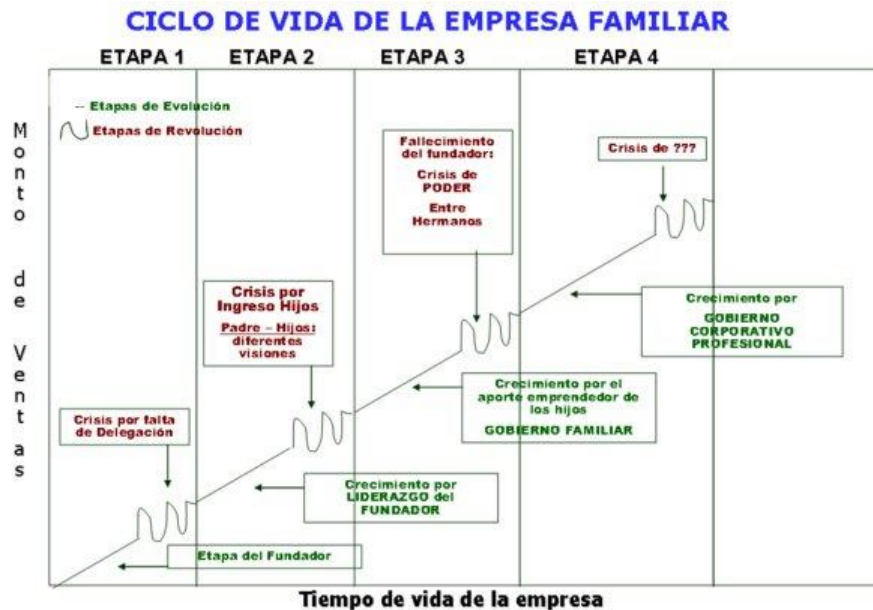 CICLO DE VIDA DE LA EMPRESA FAMILIAR
ETAPA 1
ETAPA 2
ETAPA 3
ETAPA 4
-- Etapas de Evolución
Etapas de Revolución
Monto de Ventas
Fallecimiento
del fundador:
Crisis de
PODER
Entre
Hermanos
Crisis de ???
Crisis por
Ingreso Hijos
Padre – Hijos:
diferentes
visiones
Crecimiento por
GOBIERNO
CORPORATIVO
PROFESIONAL
Crisis por falta
de Delegación
Crecimiento por el
aporte emprendedor de
los hijos
GOBIERNO FAMILIAR
Crecimiento por
LIDERAZGO del
FUNDADOR
Etapa del Fundador
Tiempo de vida de la empresa